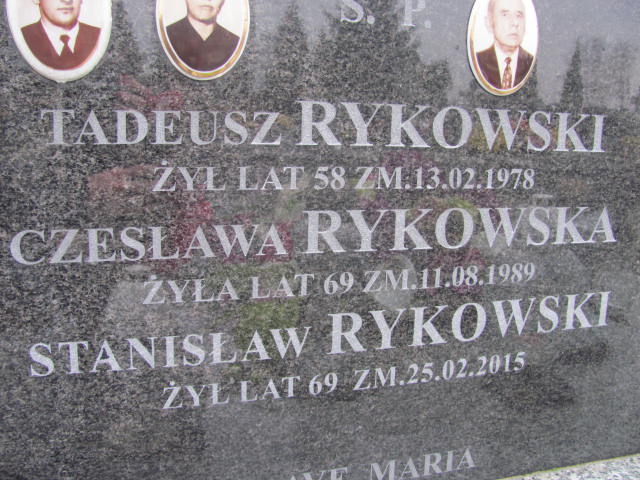 Ś. P.
TADEUSZ RYKOWSKI
ŻYŁ LAT 58 ZM.13.02.1978
CZESŁAWA RYKOWSKA
ŻYŁA LAT 69 ZM.11.08.1989
STANISŁAW RYKOWSKI
ŻYŁ LAT 69 ZM.25.02.2015
AVE MARIA